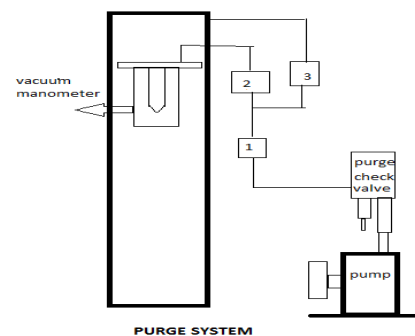 vacuum
manometer
2
3
1
purge
check
valve
pump
PURGE SYSTEM